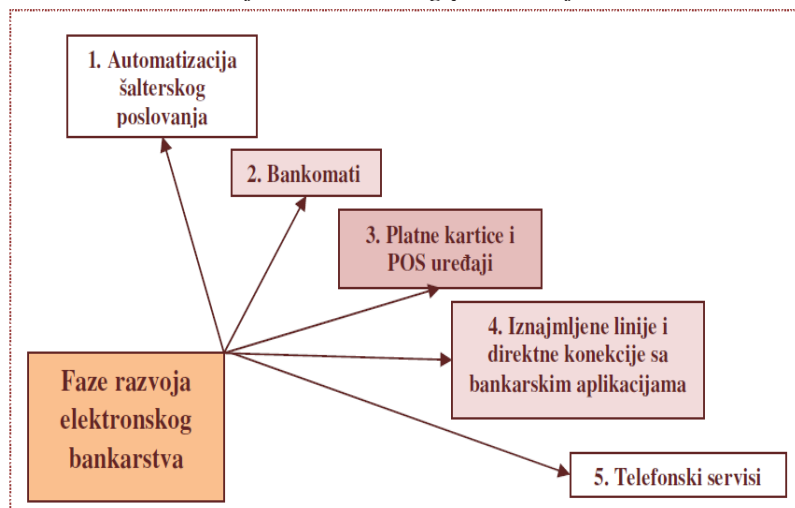 1. Automatizacija
šalterskog
poslovanja
2. Bankomati
3. Platne kartice i
POS uređaji
4. Iznajmljene linije i
direktne konekcije sa
bankarskim aplikacijama
Faze razvoja
elektronskog
bankarstva
5. Telefonski servisi